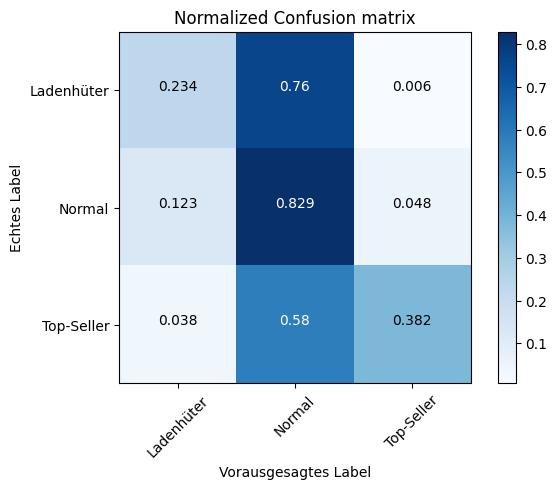 Normalized Confusion matrix
Ladenhüter 0.234 0.76 0.006
Normal 0.123 0.829 0.048
Top-Seller 0.038 0.58 0.382
Echtes Label
Ladenhüter Normal Top-Seller
Vorausgesagtes Label
0.8
0.7
0.6
0.5
0.4
0.3
0.2
0.1